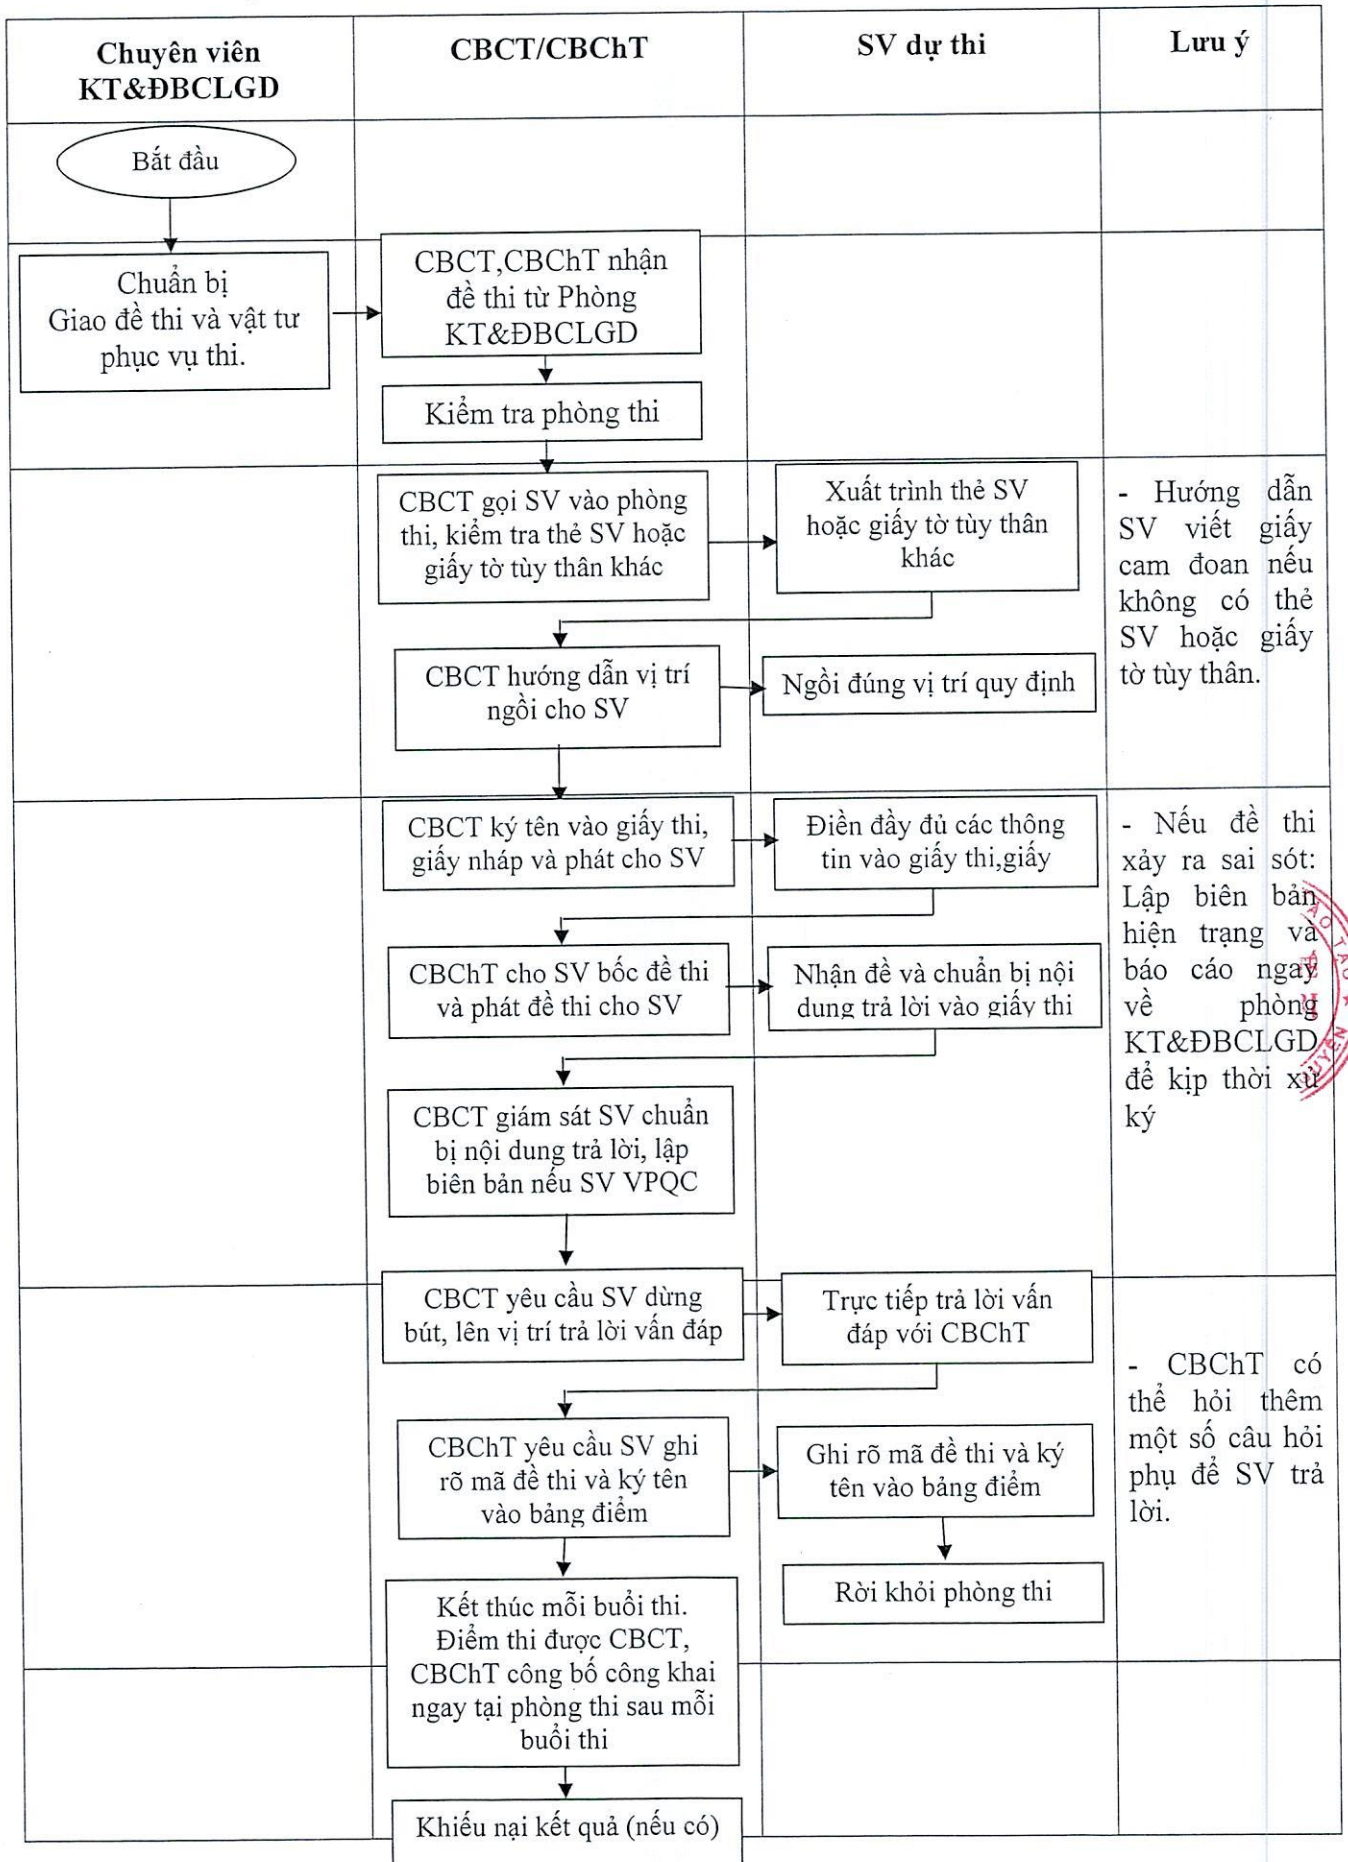 Chuyên viên
KT&ĐBCLGD
CBCT/CBChT
SV dự thi
Lưu ý
Bắt đầu
Chuẩn bị
Giao đề thi và vật tư
phục vụ thi.
CBCT,CBChT nhận
đề thi từ Phòng
KT&ĐBCLGD
Kiểm tra phòng thi
CBCT gọi SV vào phòng
thi, kiểm tra thẻ SV hoặc
giấy tờ tùy thân khác
Xuất trình thẻ SV
hoặc giấy tờ tùy thân
khác
- Hướng dẫn
SV viết giấy
cam đoan nếu
không có thẻ
SV hoặc giấy
tờ tùy thân.
CBCT hướng dẫn vị trí
ngồi cho SV
Ngồi đúng vị trí quy định
CBCT ký tên vào giấy thi,
giấy nháp và phát cho SV
Điền đầy đủ các thông
tin vào giấy thi,giấy
- Nếu đề thi
xảy ra sai sót:
Lập biên bản
hiện trạng và
báo cáo ngay
về phòng
KT&ĐBCLGD
để kịp thời xử
ký
CBChT cho SV bốc đề thi
và phát đề thi cho SV
Nhận đề và chuẩn bị nội
dung trả lời vào giấy thi
CBCT giám sát SV chuẩn
bị nội dung trả lời, lập
biên bản nếu SV VPQC
CBCT yêu cầu SV dừng
bút, lên vị trí trả lời vấn đáp
Trực tiếp trả lời vấn
đáp với CBChT
- CBChT có
thể hỏi thêm
một số câu hỏi
phụ để SV trả
lời.
CBChT yêu cầu SV ghi
rõ mã đề thi và ký tên
vào bảng điểm
Ghi rõ mã đề thi và ký
tên vào bảng điểm
Rời khỏi phòng thi
Kết thúc mỗi buổi thi.
Điểm thi được CBCT,
CBChT công bố công khai
ngay tại phòng thi sau mỗi
buổi thi
Khiếu nại kết quả (nếu có)